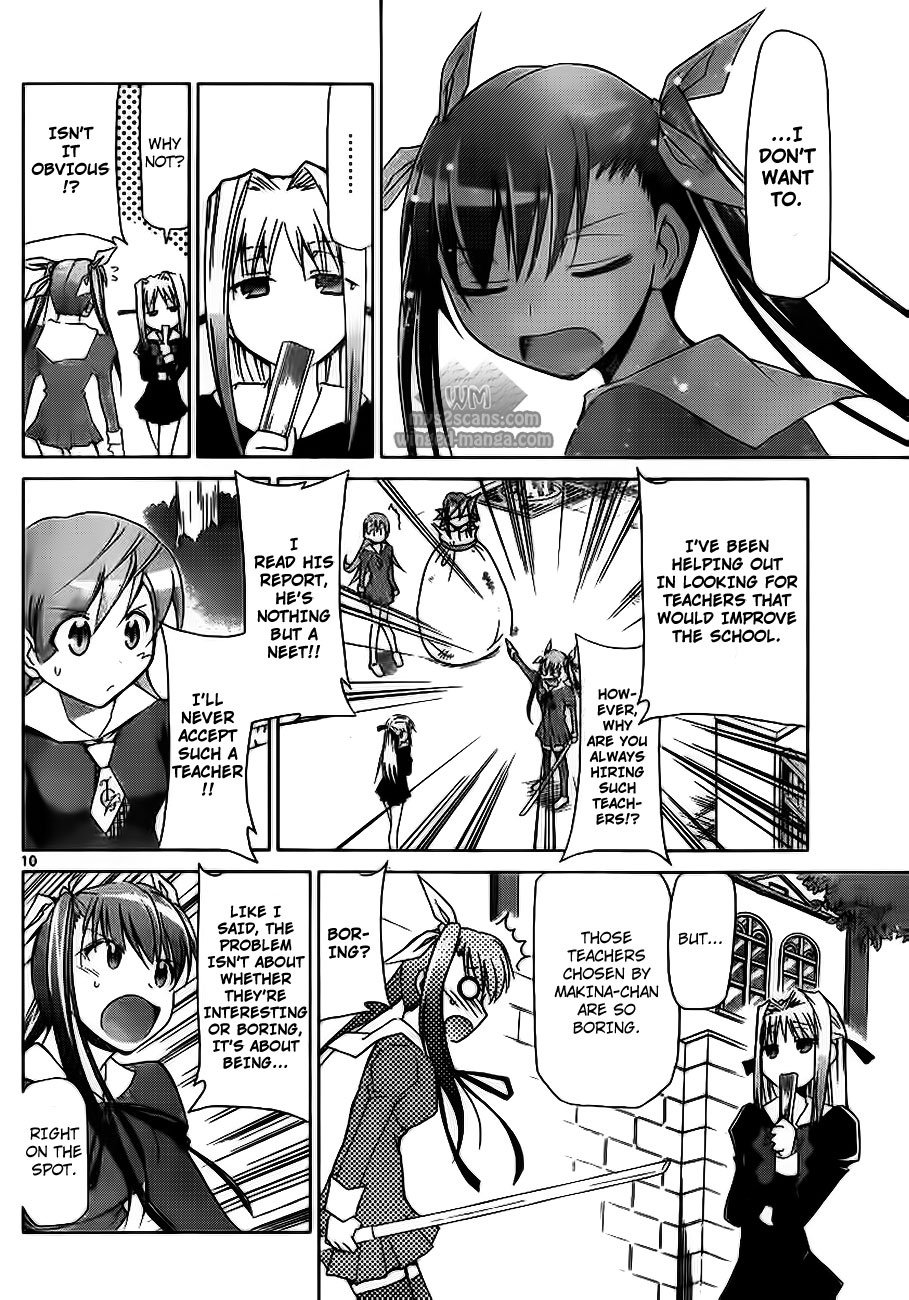 ...I
DON'T
WANT
TO.
.........
WHY
NOT?
ISN'T
IT
OBVIOUS
!?
WM
mys2scans.com
winged-manga.com
I'VE BEEN
HELPING OUT
IN LOOKING FOR
TEACHERS THAT
WOULD IMPROVE
THE SCHOOL.
HOW-
EVER,
WHY
ARE YOU
ALWAYS
HIRING
SUCH
TEACH-
ERS!?
I
READ HIS
REPORT,
HE'S
NOTHING
BUT A
NEET!!
I'LL
NEVER
ACCEPT
SUCH A
TEACHER
!!
10
BUT...
THOSE
TEACHERS
CHOSEN BY
MAKINA-CHAN
ARE SO
BORING.
BOR-
ING?
LIKE I
SAID, THE
PROBLEM
ISN'T ABOUT
WHETHER
THEY'RE
INTERESTING
OR BORING,
IT'S ABOUT
BEING...
RIGHT
ON THE
SPOT.